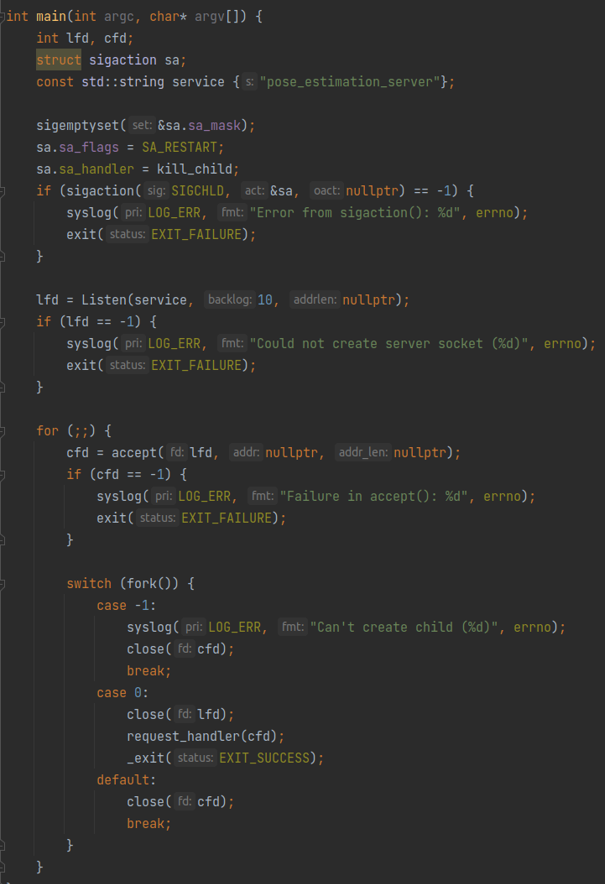 int main(int argc, char* argv[]) {
    int lfd, cfd;
    struct sigaction sa;
    const std::string service { s: "pose_estimation_server"};

    sigemptyset( set: &sa.sa_mask);
    sa.sa_flags = SA_RESTART;
    sa.sa_handler = kill_child;
    if (sigaction( sig: SIGCHLD, act: &sa, oact: nullptr) == -1) {
        syslog( pri: LOG_ERR, fmt: "Error from sigaction(): %d", errno);
        exit( status: EXIT_FAILURE);
    }

    lfd = Listen(service, backlog: 10, addrlen: nullptr);
    if (lfd == -1) {
        syslog( pri: LOG_ERR, fmt: "Could not create server socket (%d)", errno);
        exit( status: EXIT_FAILURE);
    }

    for (;;) {
        cfd = accept( fd: lfd, addr: nullptr, addr_len: nullptr);
        if (cfd == -1) {
            syslog( pri: LOG_ERR, fmt: "Failure in accept(): %d", errno);
            exit( status: EXIT_FAILURE);
        }

        switch (fork()) {
            case -1:
                syslog( pri: LOG_ERR, fmt: "Can't create child (%d)", errno);
                close( fd: cfd);
                break;
            case 0:
                close( fd: lfd);
                request_handler(cfd);
                _exit( status: EXIT_SUCCESS);
            default:
                close( fd: cfd);
                break;
        }
    }